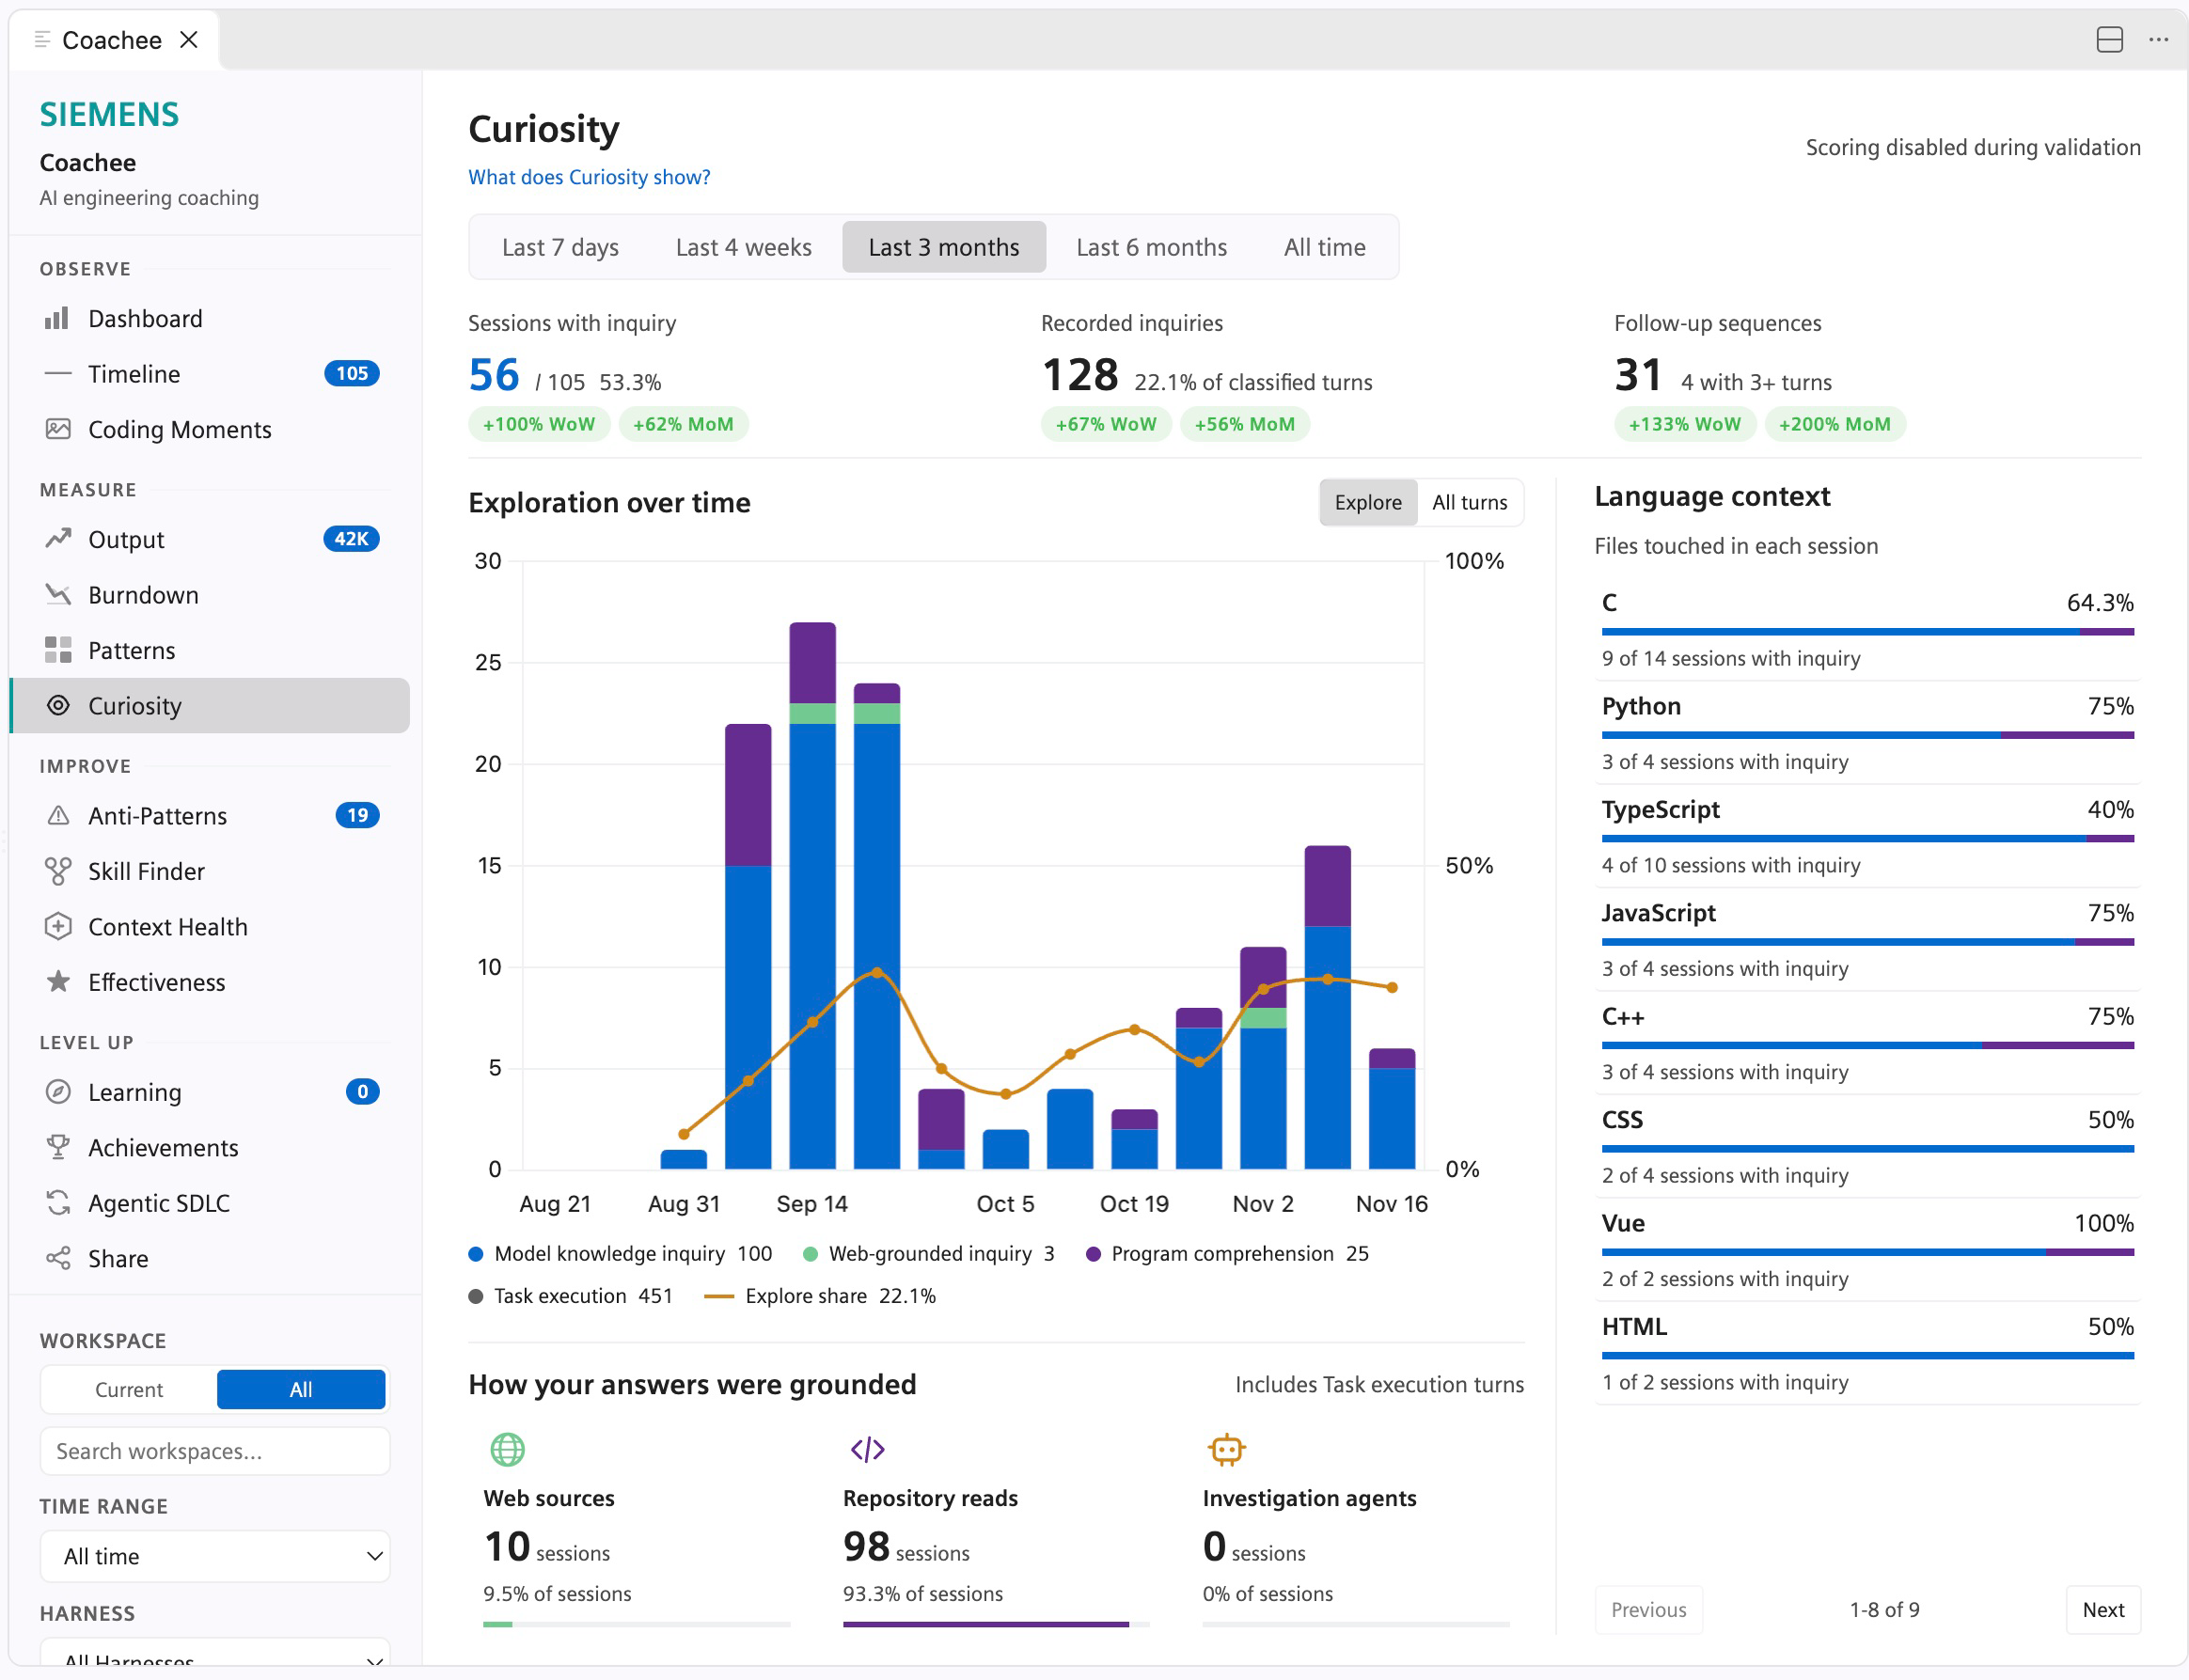 Coachee
SIEMENS
Coachee
AI engineering coaching
OBSERVE
Dashboard
Timeline 105
Coding Moments
MEASURE
Output 42K
Burndown
Patterns
Curiosity
IMPROVE
Anti-Patterns 19
Skill Finder
Context Health
Effectiveness
LEVEL UP
Learning 0
Achievements
Agentic SDLC
Share
WORKSPACE
Current All
Search workspaces...
TIME RANGE
All time
HARNESS
All Harnesses
Curiosity
What does Curiosity show?
Scoring disabled during validation
Last 7 days Last 4 weeks Last 3 months Last 6 months All time
Sessions with inquiry
56 / 105 53.3%
+100% WoW +62% MoM
Recorded inquiries
128 22.1% of classified turns
+67% WoW +56% MoM
Follow-up sequences
31 4 with 3+ turns
+133% WoW +200% MoM
Exploration over time
Explore All turns
30 100%
25
20
15 50%
10
5
0 0%
Aug 21 Aug 31 Sep 14 Oct 5 Oct 19 Nov 2 Nov 16
Model knowledge inquiry 100 Web-grounded inquiry 3 Program comprehension 25
Task execution 451 Explore share 22.1%
How your answers were grounded
Includes Task execution turns
Web sources
10 sessions
9.5% of sessions
Repository reads
98 sessions
93.3% of sessions
Investigation agents
0 sessions
0% of sessions
Language context
Files touched in each session
C 64.3%
9 of 14 sessions with inquiry
Python 75%
3 of 4 sessions with inquiry
TypeScript 40%
4 of 10 sessions with inquiry
JavaScript 75%
3 of 4 sessions with inquiry
C++ 75%
3 of 4 sessions with inquiry
CSS 50%
2 of 4 sessions with inquiry
Vue 100%
2 of 2 sessions with inquiry
HTML 50%
1 of 2 sessions with inquiry
Previous 1-8 of 9 Next